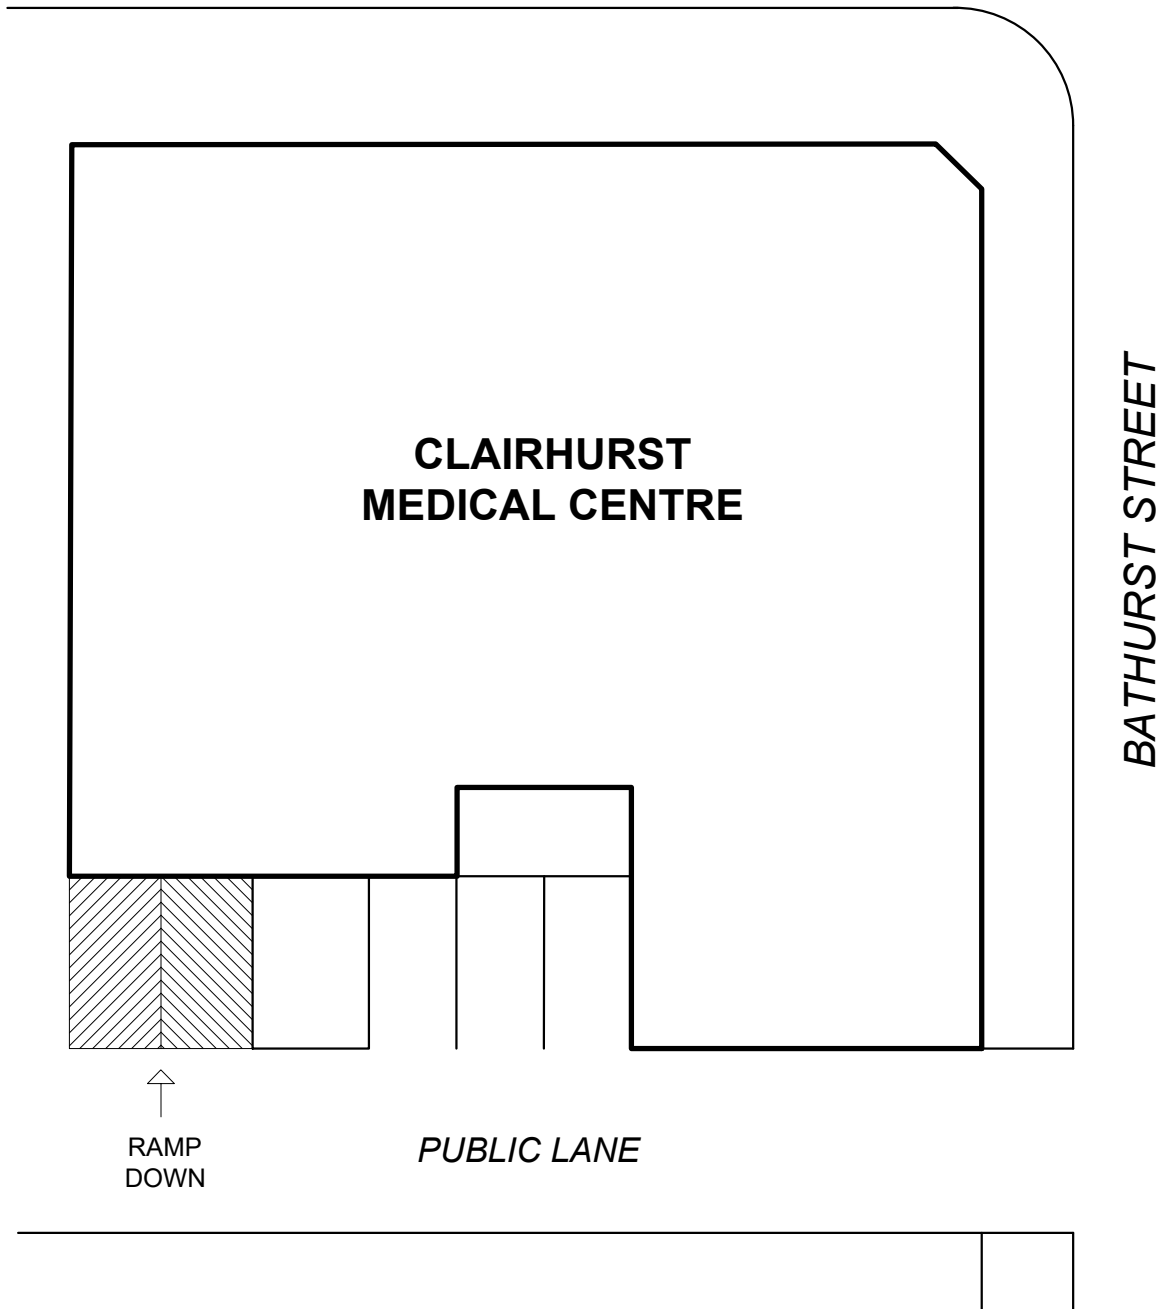 CLAIRHURST
MEDICAL CENTRE
BATHURST STREET
RAMP
DOWN
PUBLIC LANE